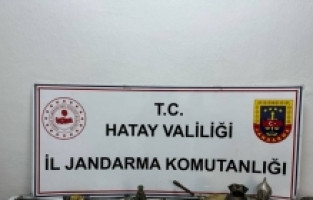 T.C.
HATAY VALİLİĞİ
İL JANDARMA KOMUTANLIĞI